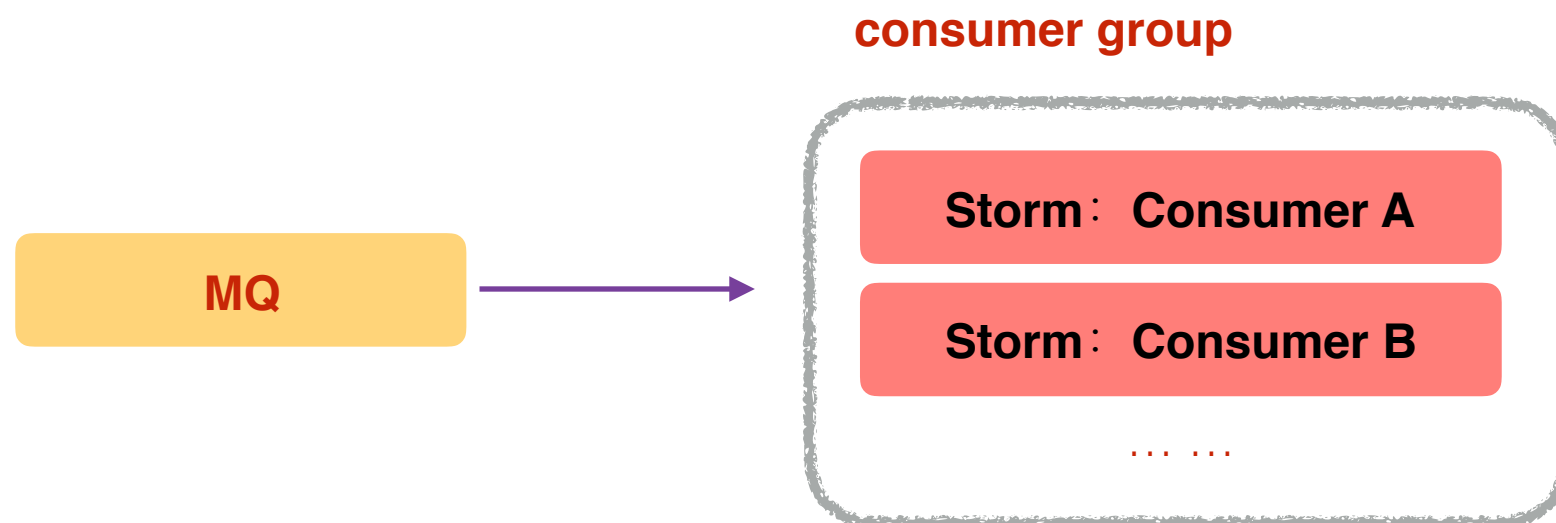 consumer group
Storm： Consumer A
MQ
Storm： Consumer B
... ...